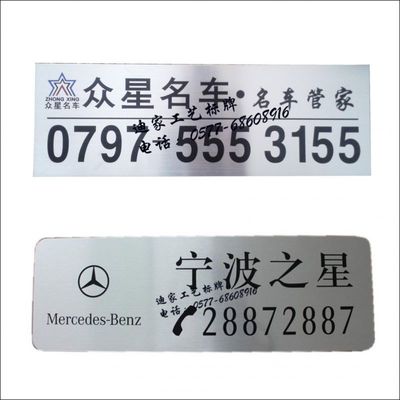 ZHONG XING
众星名车
众星名车·名车管家
0797 555 3155
迪家工艺标牌
电话:0577-68608916
Mercedes-Benz
宁波之星
28872887
迪家工艺标牌
电话:0577-68608916